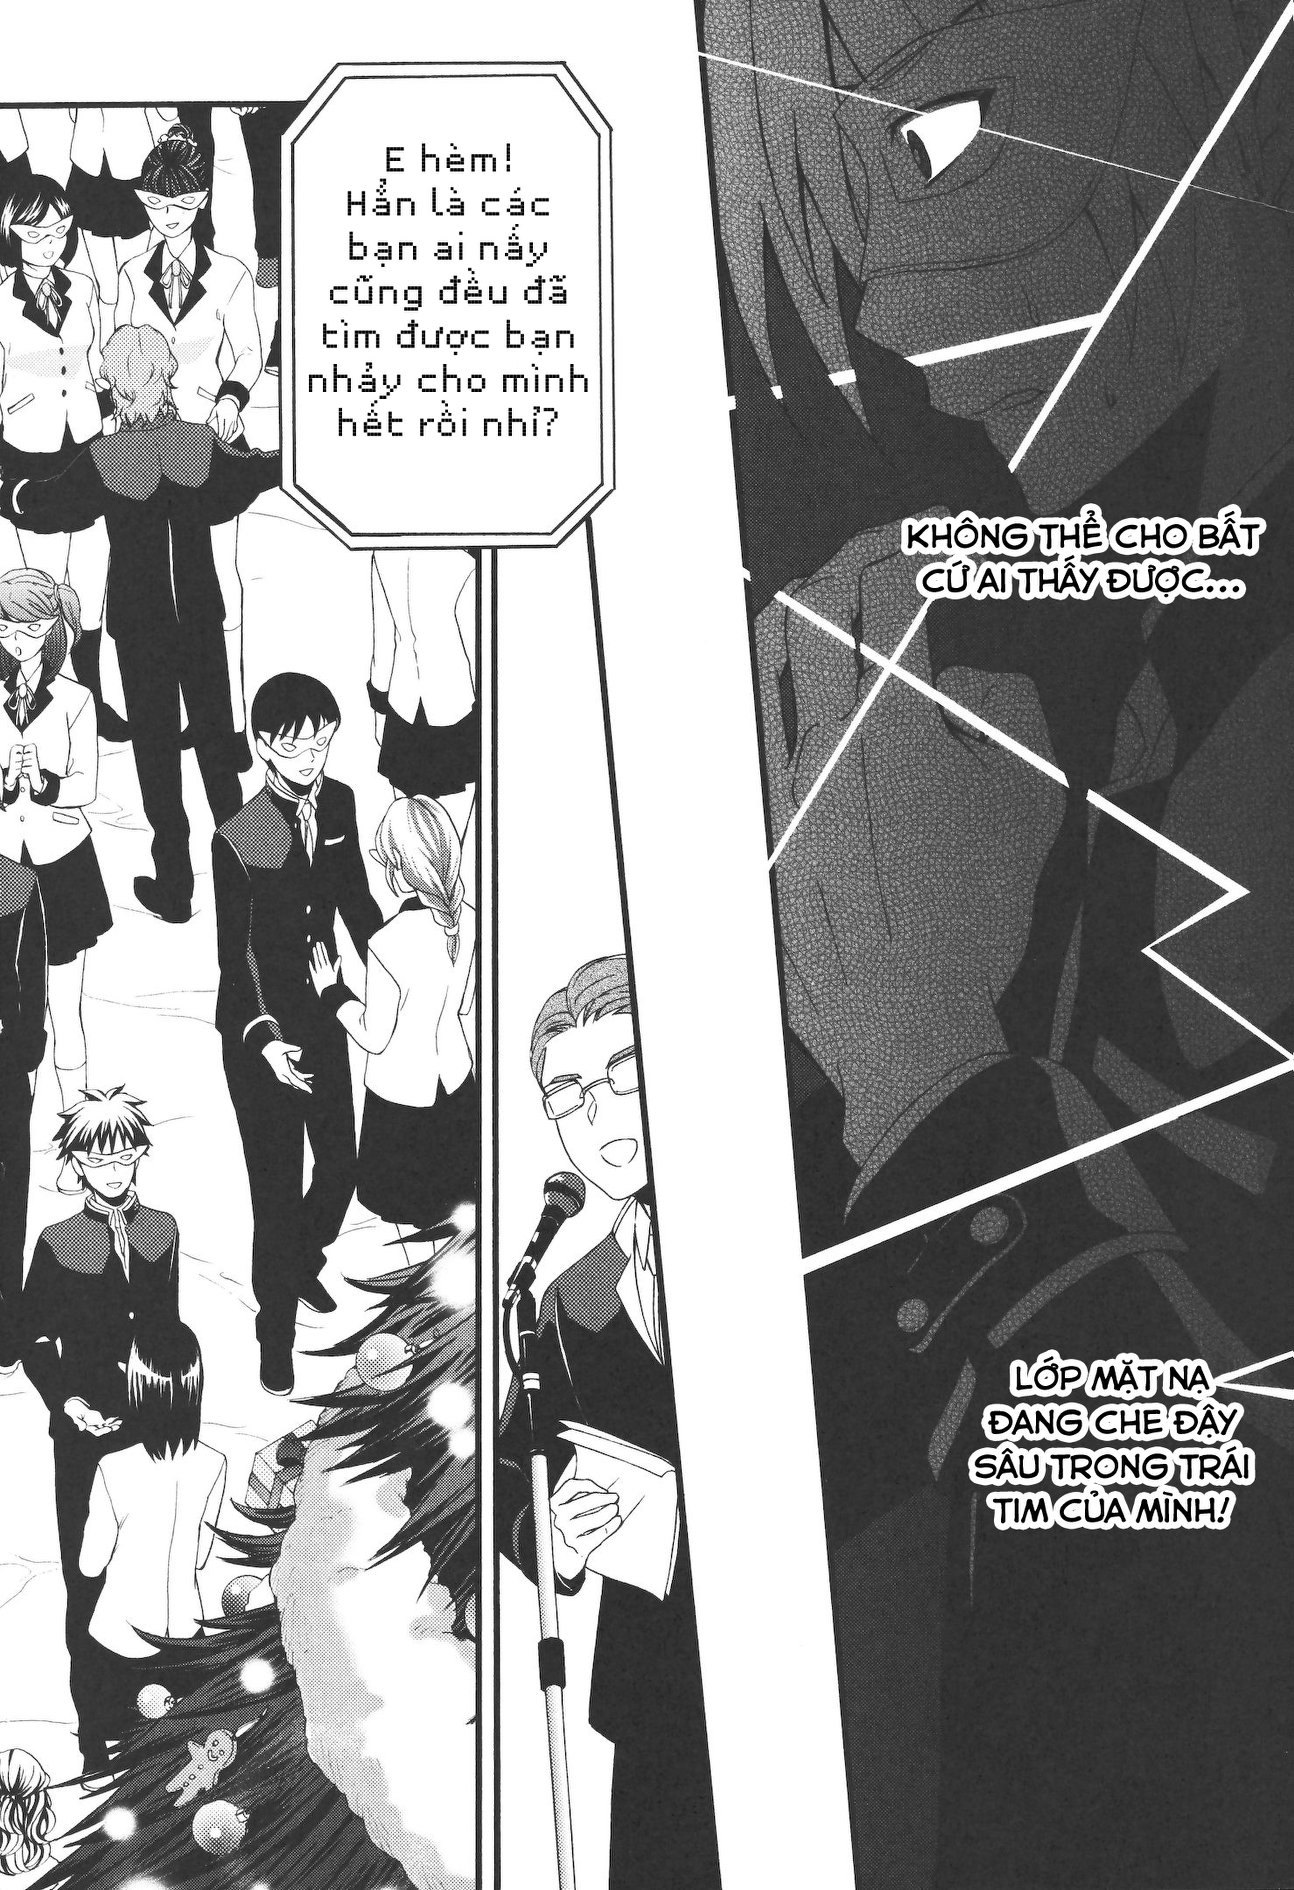 KHÔNG THỂ CHO BẤT
CỨ AI THẤY ĐƯỢC...
LỚP MẶT NẠ
ĐANG CHE ĐẬY
SÂU TRONG TRÁI
TIM CỦA MÌNH!
E hèm!
Hẳn là các
bạn ai nấy
cũng đều đã
tìm được bạn
nhảy cho mình
hết rồi nhỉ?